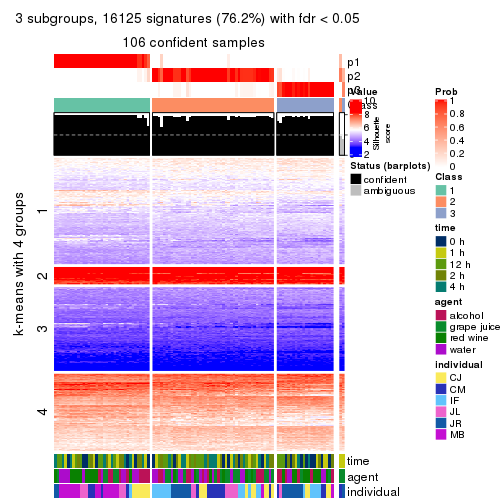 3 subgroups, 16125 signatures (76.2%) with fdr < 0.05
106 confident samples
p1
p2
p3
Class
k-means with 4 groups
1
2
3
4
time
agent
individual
Value
10
8
6
4
2
Silhouette
score
Status (barplots)
confident
ambiguous
Prob
1
0.8
0.6
0.4
0.2
0
Class
1
2
3
time
0 h
1 h
12 h
2 h
4 h
agent
alcohol
grape juice
red wine
water
individual
CJ
CM
IF
JL
JR
MB